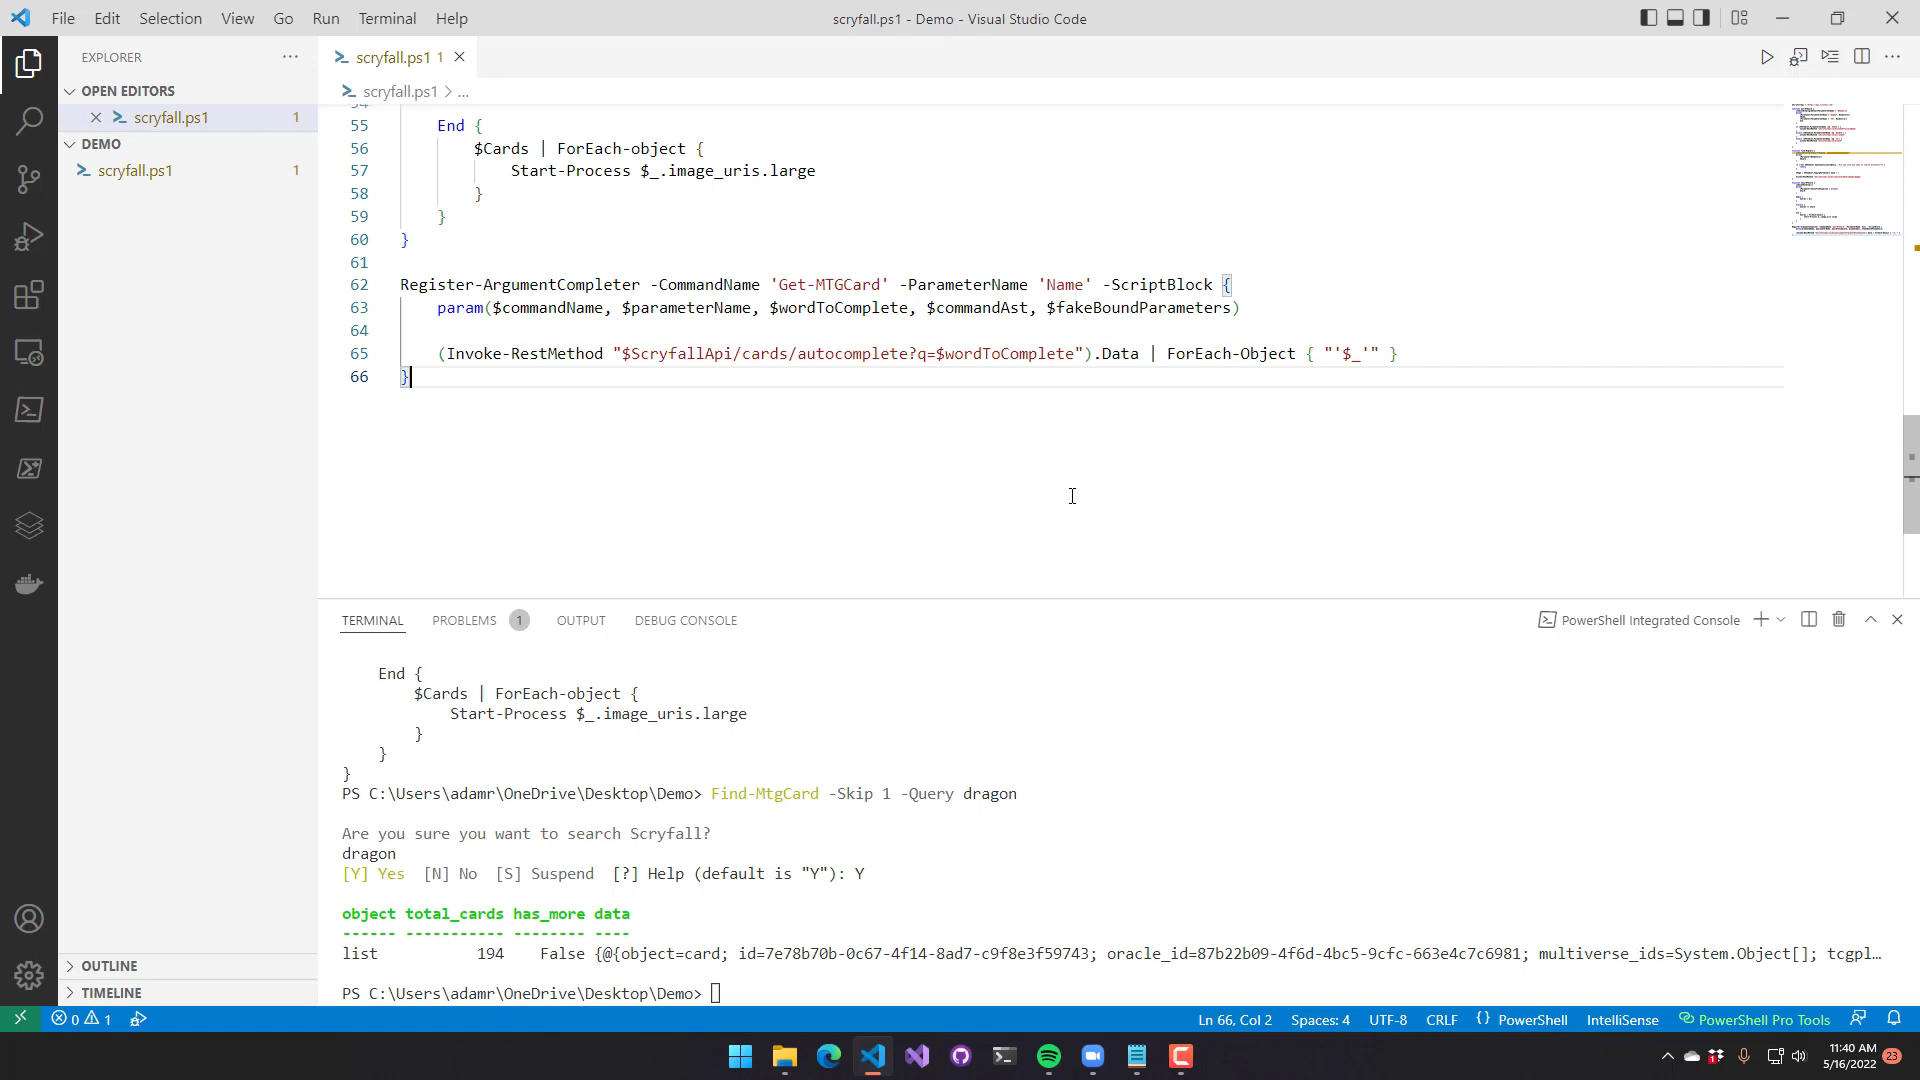 File Edit Selection View Go Run Terminal Help
scryfall.ps1 - Demo - Visual Studio Code
EXPLORER
OPEN EDITORS
scryfall.ps1 1
DEMO
scryfall.ps1 1
OUTLINE
TIMELINE
scryfall.ps1 1
scryfall.ps1 > ...
54
55 End {
56 $Cards | ForEach-object {
57 Start-Process $_.image_uris.large
58 }
59 }
60 }
61
62 Register-ArgumentCompleter -CommandName 'Get-MTGCard' -ParameterName 'Name' -ScriptBlock {
63 param($commandName, $parameterName, $wordToComplete, $commandAst, $fakeBoundParameters)
64
65 (Invoke-RestMethod "$ScryfallApi/cards/autocomplete?q=$wordToComplete").Data | ForEach-Object { "'$_'" }
66 }
TERMINAL PROBLEMS 1 OUTPUT DEBUG CONSOLE
PowerShell Integrated Console
End {
$Cards | ForEach-object {
Start-Process $_.image_uris.large
}
}
}
PS C:\Users\adamr\OneDrive\Desktop\Demo> Find-MtgCard -Skip 1 -Query dragon
Are you sure you want to search Scryfall?
dragon
[Y] Yes [N] No [S] Suspend [?] Help (default is "Y"): Y
object total_cards has_more data
------ ----------- -------- ----
list 194 False {@{object=card; id=7e78b70b-0c67-4f14-8ad7-c9f8e3f59743; oracle_id=87b22b09-4f6d-4bc5-9cfc-663e4c7c6981; multiverse_ids=System.Object[]; tcgpl…
PS C:\Users\adamr\OneDrive\Desktop\Demo>
0 1
Ln 66, Col 2 Spaces: 4 UTF-8 CRLF {} PowerShell IntelliSense PowerShell Pro Tools
11:40 AM
5/16/2022
23